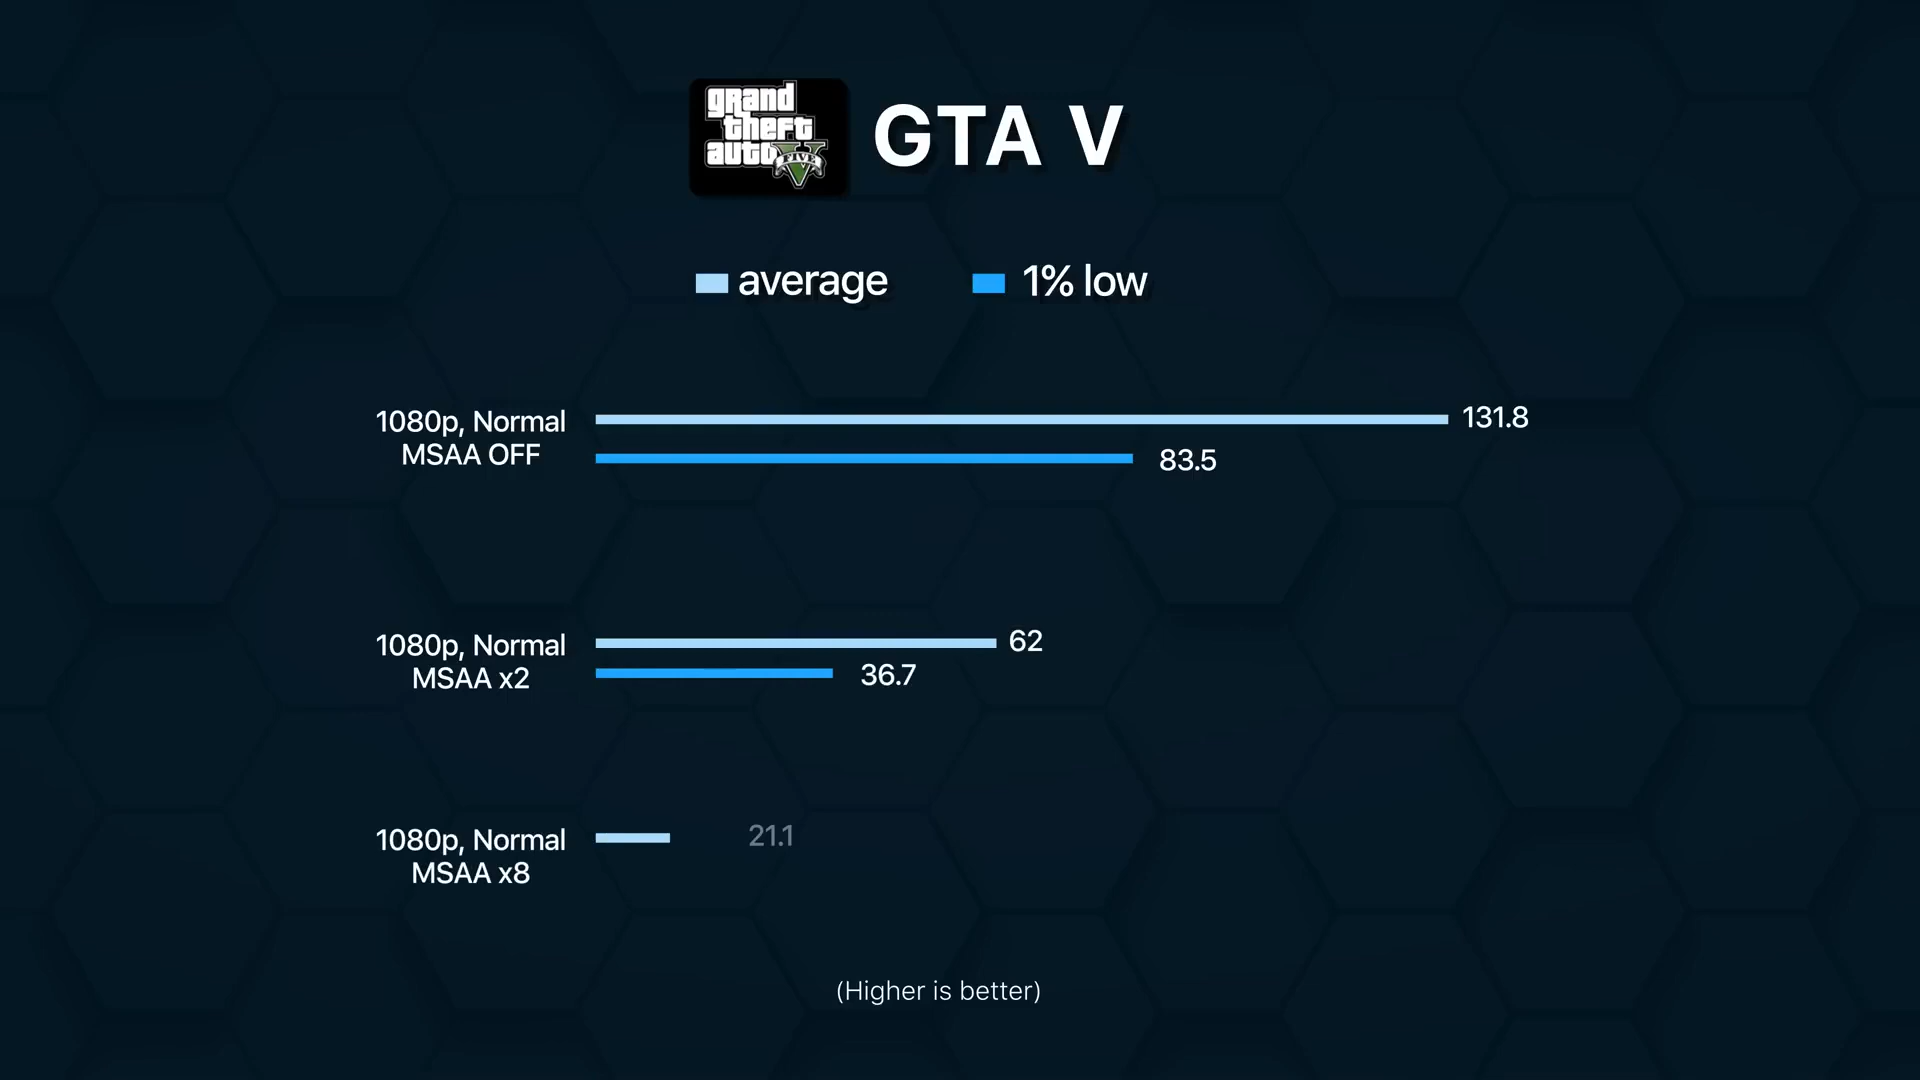 grand
theft
auto
FIVE
GTA V
average
1% low
1080p, Normal
MSAA OFF
131.8
83.5
1080p, Normal
MSAA x2
62
36.7
1080p, Normal
MSAA x8
21.1
(Higher is better)